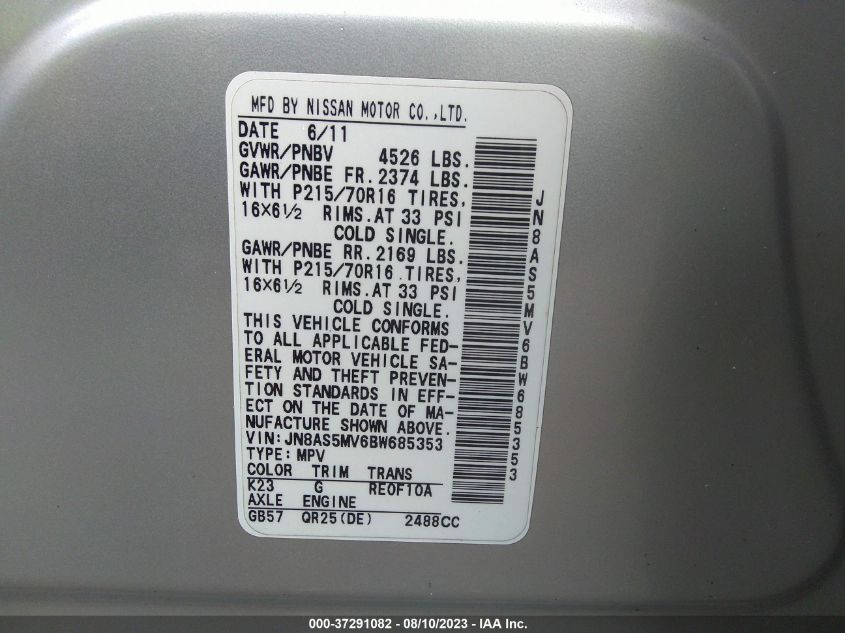 MFD BY NISSAN MOTOR CO.,LTD.
DATE 6/11
GVWR/PNBV 4526 LBS.
GAWR/PNBE FR. 2374 LBS.
WITH P215/70R16 TIRES,
16×6½ RIMS. AT 33 PSI
COLD SINGLE.
GAWR/PNBE RR. 2169 LBS.
WITH P215/70R16 TIRES,
16×6½ RIMS. AT 33 PSI
COLD SINGLE.
THIS VEHICLE CONFORMS
TO ALL APPLICABLE FED-
ERAL MOTOR VEHICLE SA-
FETY AND THEFT PREVEN-
TION STANDARDS IN EFF-
ECT ON THE DATE OF MA-
NUFACTURE SHOWN ABOVE.
VIN: JN8AS5MV6BW685353
TYPE: MPV
COLOR TRIM TRANS
K23 G RE0F10A
AXLE ENGINE
GB57 QR25(DE) 2488CC
JN8AS5MV6BW685353
000-37291082 - 08/10/2023 - IAA Inc.